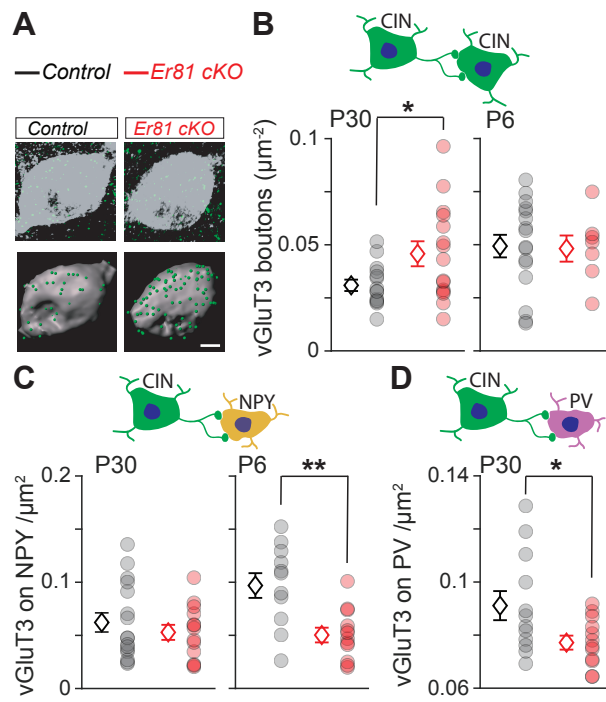 A
Control Er81 cKO
Control Er81 cKO
B
CIN CIN
P30 * P6
vGluT3 boutons (µm⁻²)
0.1
0.05
0
C
CIN NPY
P30 P6 **
vGluT3 on NPY /µm²
0.2
0.1
0
D
CIN PV
P30 *
vGluT3 on PV /µm²
0.14
0.1
0.06